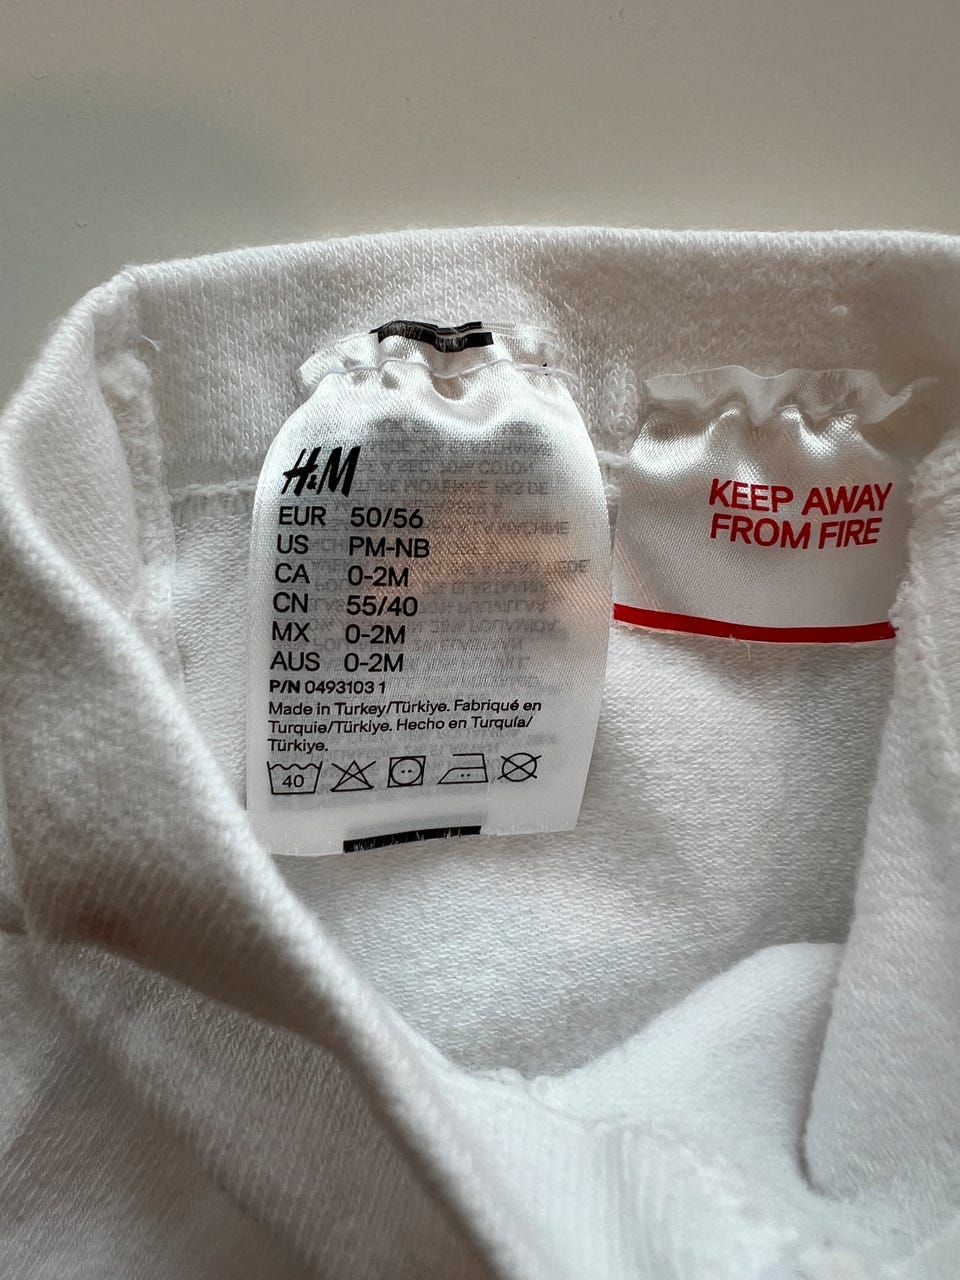 H&M
EUR 50/56
US PM-NB
CA 0-2M
CN 55/40
MX 0-2M
AUS 0-2M
P/N 0493103 1
Made in Turkey/Türkiye. Fabriqué en
Turquie/Türkiye. Hecho en Turquía/
Türkiye.
40
KEEP AWAY
FROM FIRE